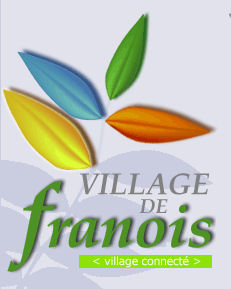 VILLAGE
DE
franois
< village connecté >